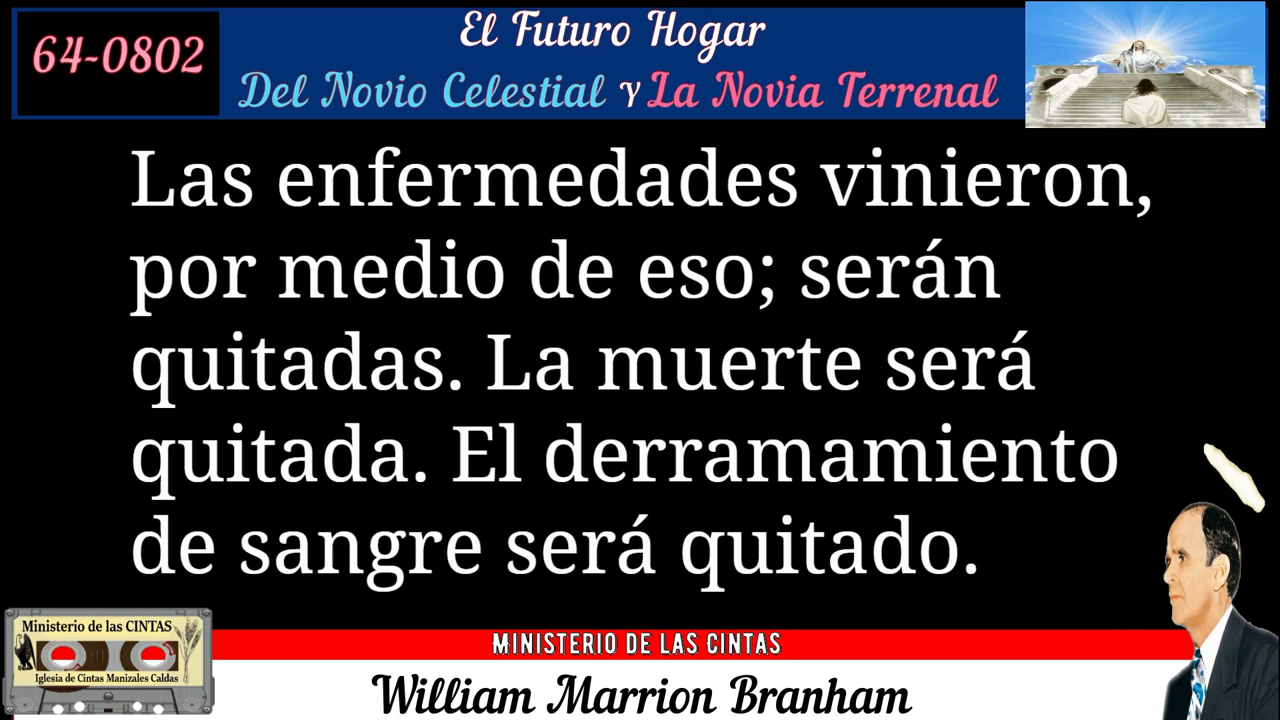 64-0802
El Futuro Hogar
Del Novio Celestial Y La Novia Terrenal
Las enfermedades vinieron,
por medio de eso; serán
quitadas. La muerte será
quitada. El derramamiento
de sangre será quitado.
Ministerio de las CINTAS
Iglesia de Cintas Manizales Caldas
MINISTERIO DE LAS CINTAS
William Marrion Branham